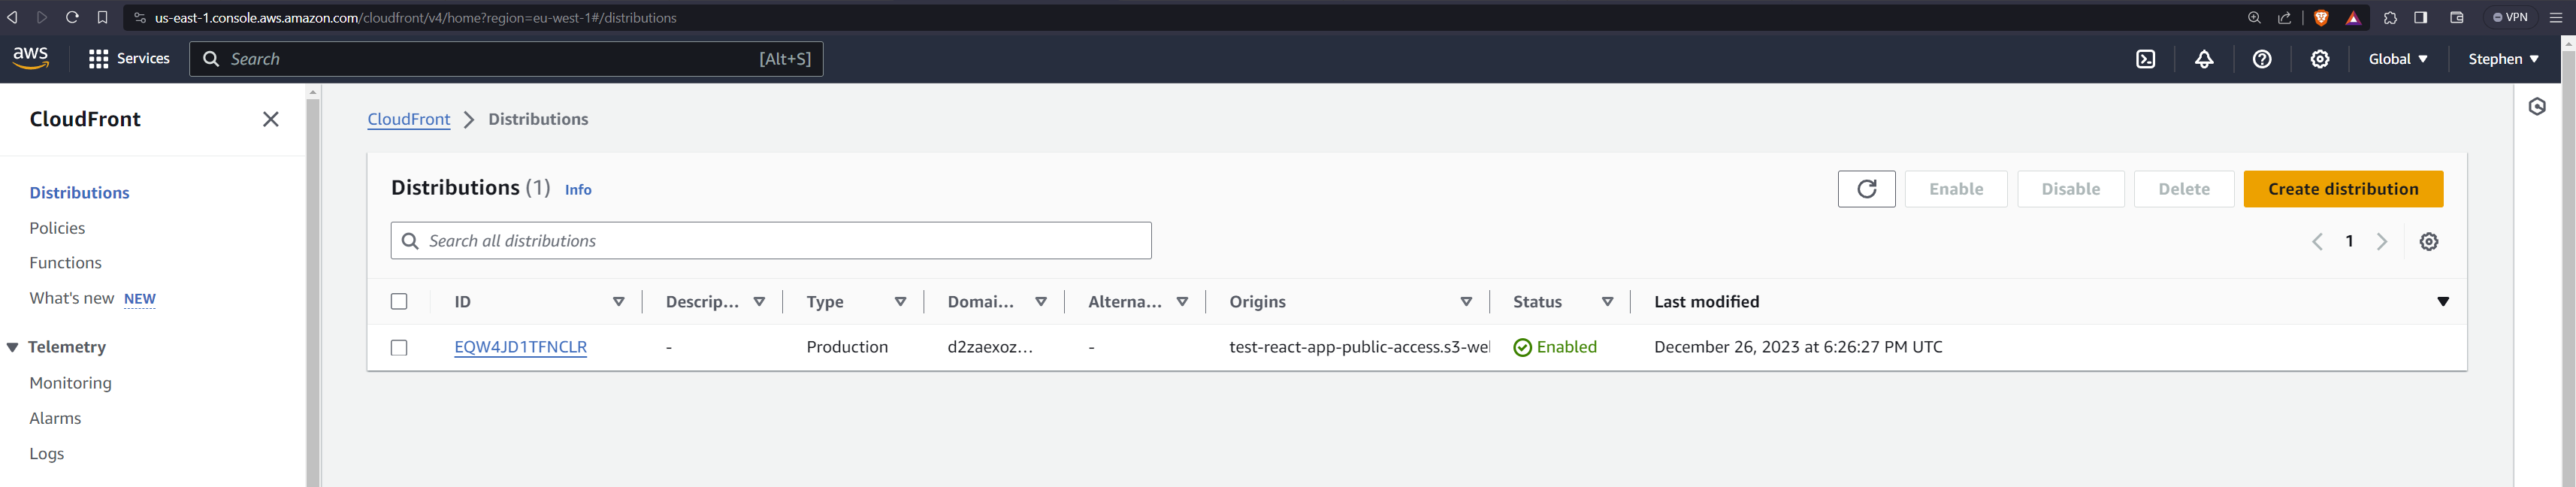 us-east-1.console.aws.amazon.com/cloudfront/v4/home?region=eu-west-1#/distributions
VPN
aws
Services
Search
[Alt+S]
Global
Stephen
CloudFront
Distributions
Policies
Functions
What's new NEW
Telemetry
Monitoring
Alarms
Logs
CloudFront
Distributions
Distributions (1) Info
Enable
Disable
Delete
Create distribution
Search all distributions
1
ID Descrip... Type Domai... Alterna... Origins Status Last modified
EQW4JD1TFNCLR - Production d2zaexoz... - test-react-app-public-access.s3-we Enabled December 26, 2023 at 6:26:27 PM UTC